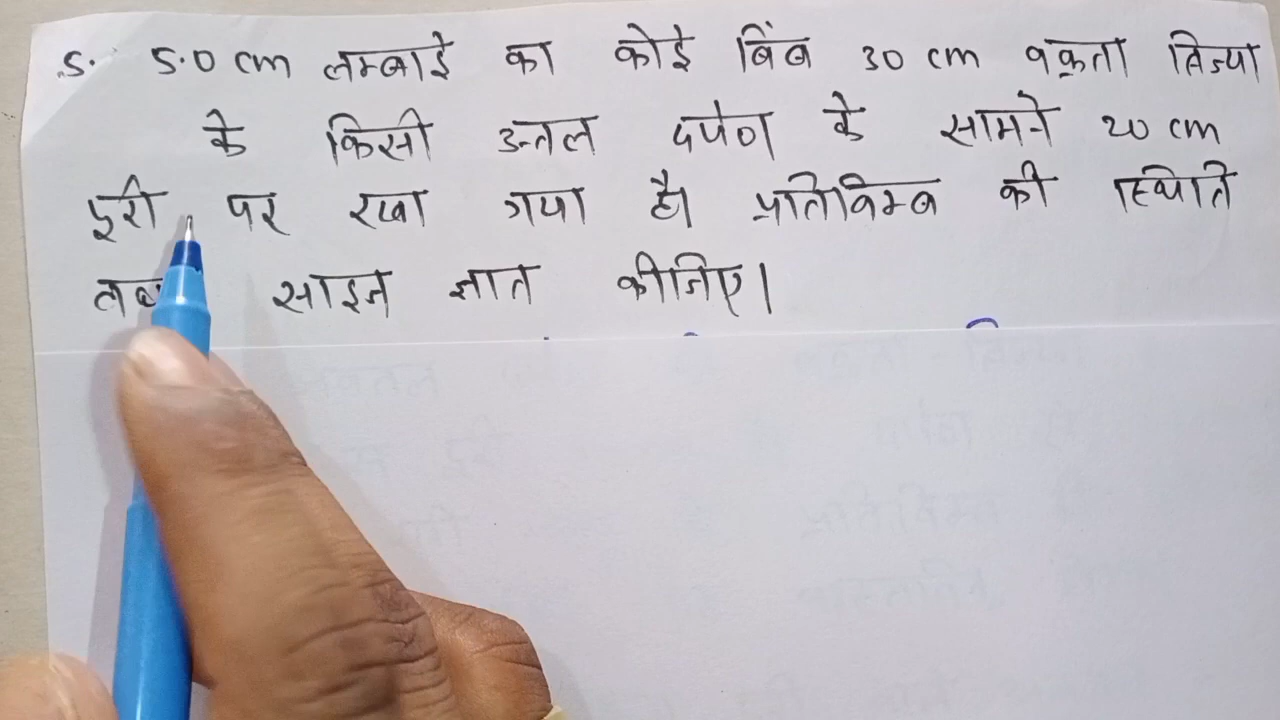 5. 5.0 cm लम्बाई का कोई बिंब 30 cm वक्रता त्रिज्या
के किसी उत्तल दर्पण के सामने 20 cm
दूरी पर रखा गया है। प्रतिबिम्ब की स्थिति
साइज ज्ञात कीजिए।